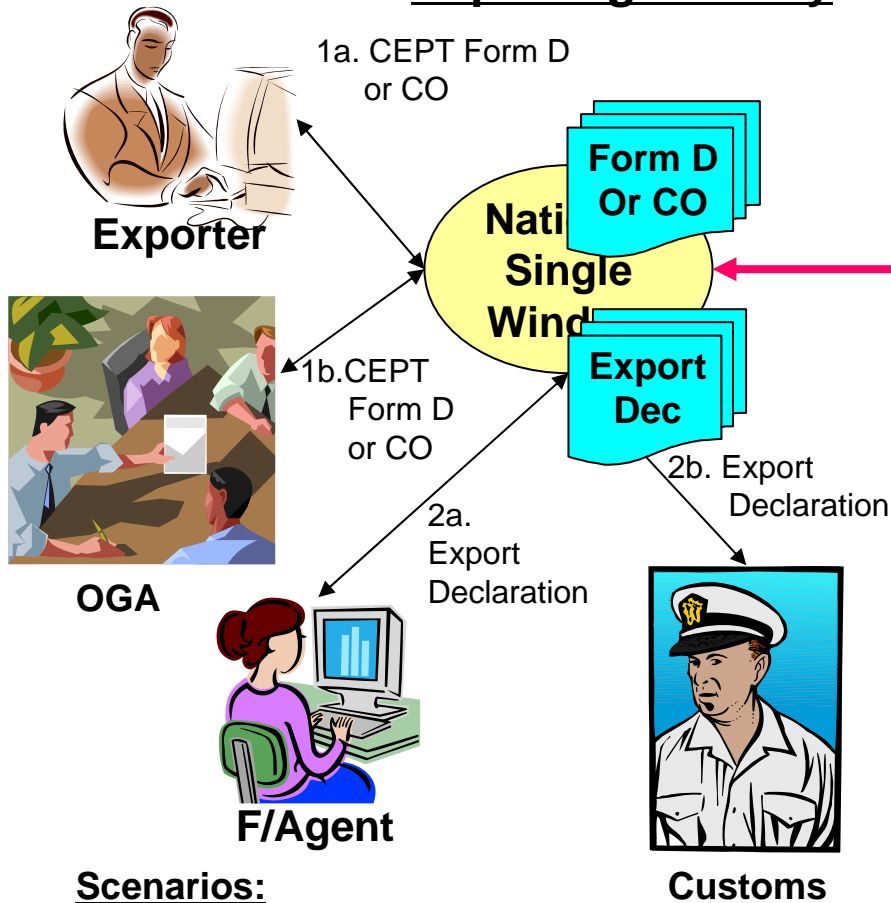 1a. CEPT Form D
or CO
Form D
Or CO
Exporter
Single
1b.CEPT
Form D
or CO
Export
Dec
2b. Export
Declaration
2a.
Export
Declaration
OGA
F/Agent
Scenarios:
Customs